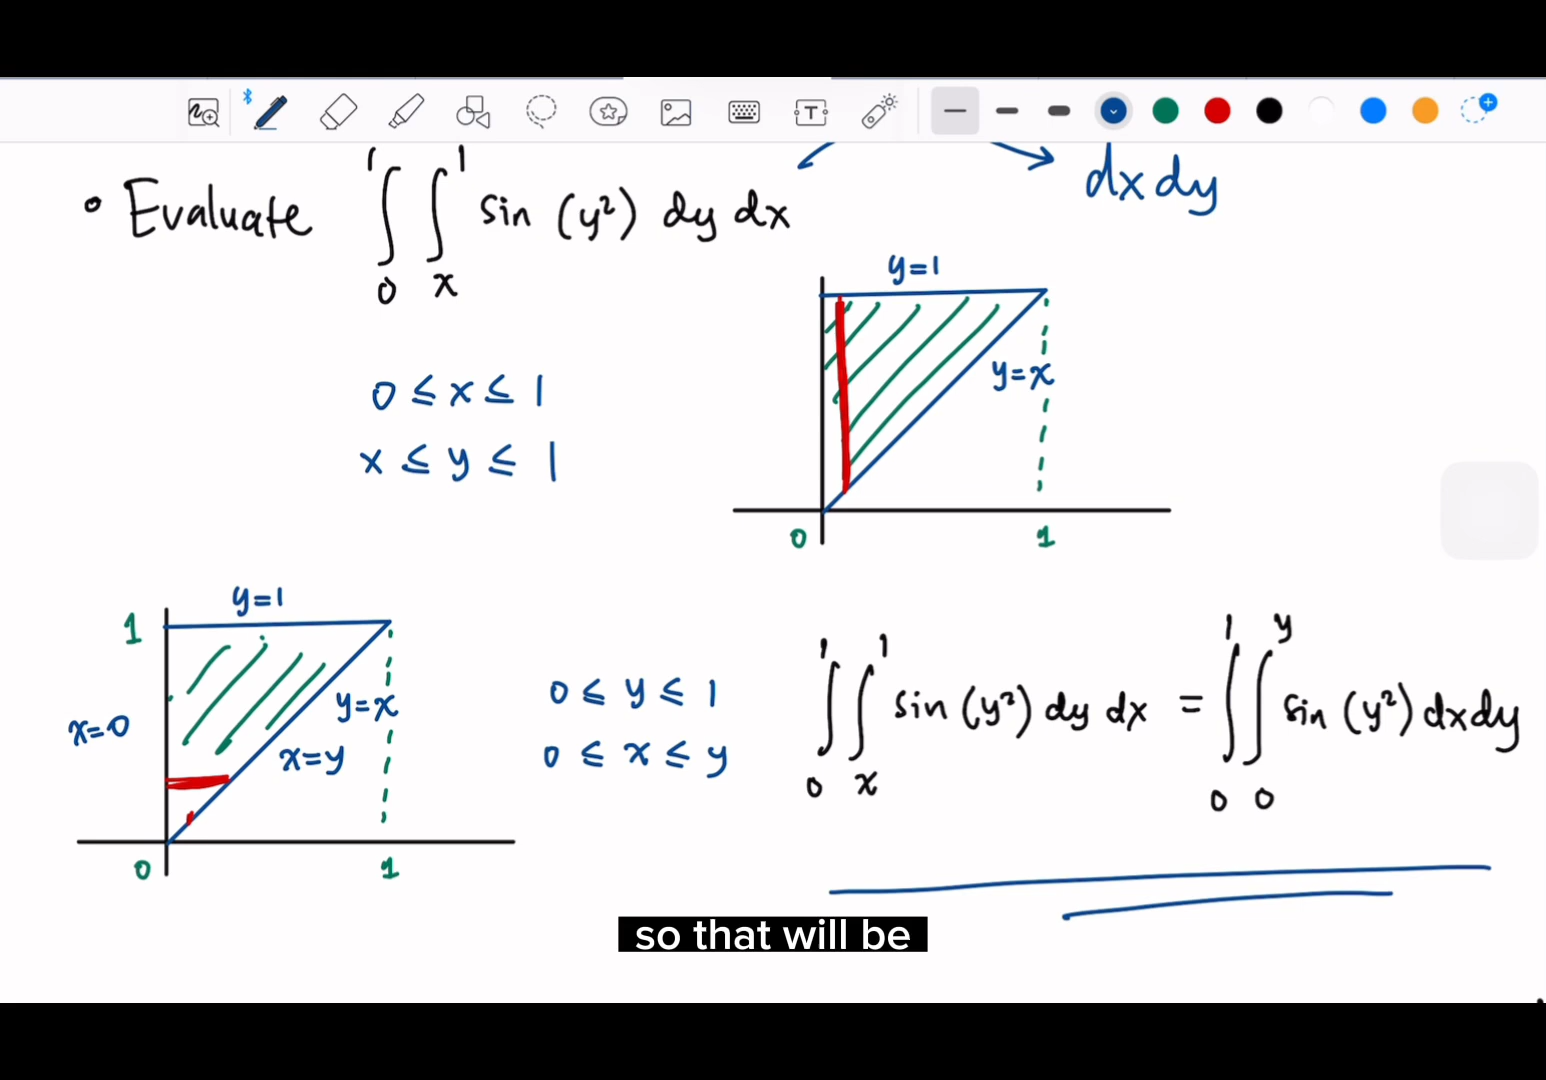 dx dy
• Evaluate ∫₀¹ ∫ₓ¹ sin (y²) dy dx
y=1
0 ≤ x ≤ 1
y=x
x ≤ y ≤ 1
0 1
y=1
1
0 ≤ y ≤ 1
y=x
x=0
x=y
0 ≤ x ≤ y
∫₀¹ ∫ₓ¹ sin (y²) dy dx = ∫₀¹ ∫₀ʸ sin (y²) dx dy
0 1
so that will be